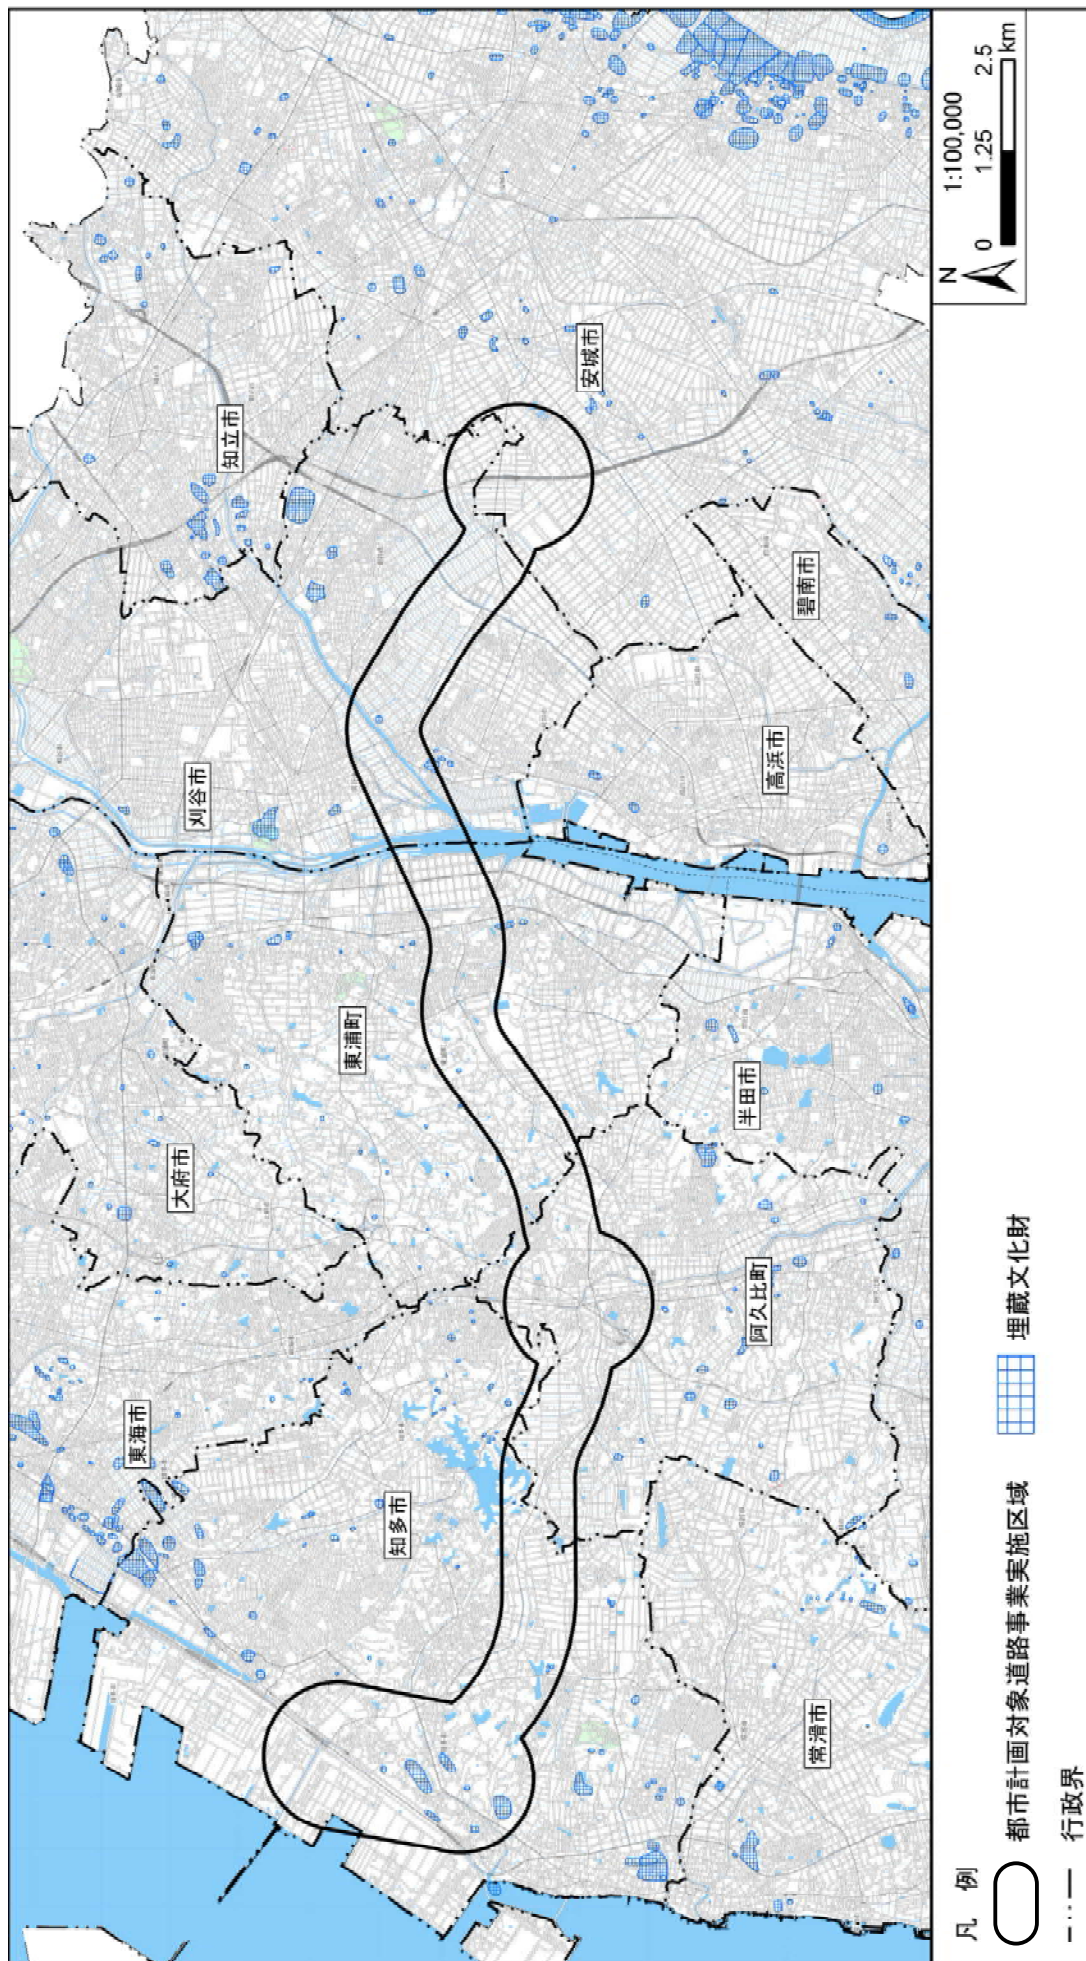 知立市
安城市
刈谷市
碧南市
高浜市
東浦町
半田市
大府市
阿久比町
東海市
知多市
常滑市
凡 例
都市計画対象道路事業実施区域
埋蔵文化財
行政界
N
1:100,000
0 1.25 2.5
km